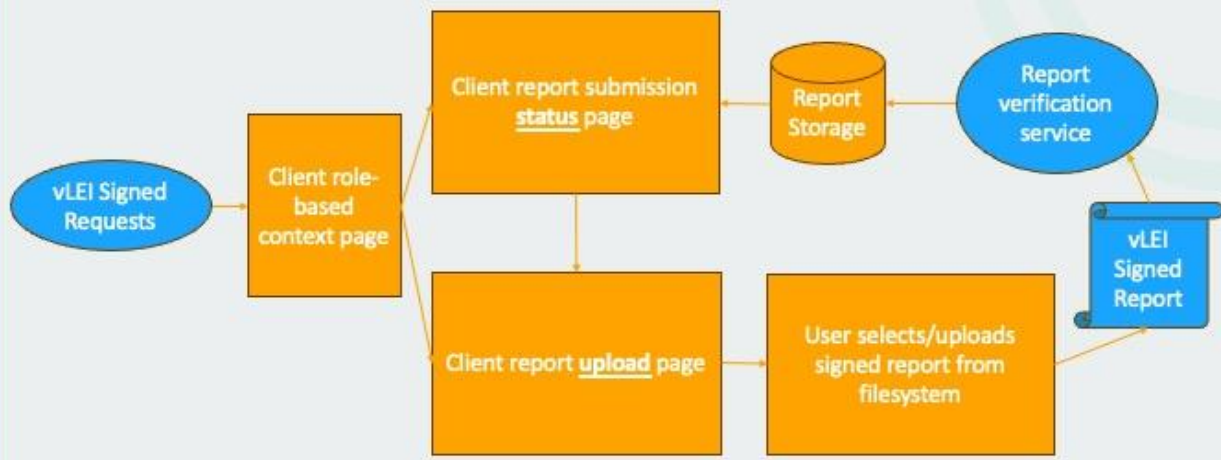 vLEI Signed
Requests
Client role-
based
context page
Client report submission
status page
Report
Storage
Report
verification
service
Client report upload page
User selects/uploads
signed report from
filesystem
vLEI
Signed
Report